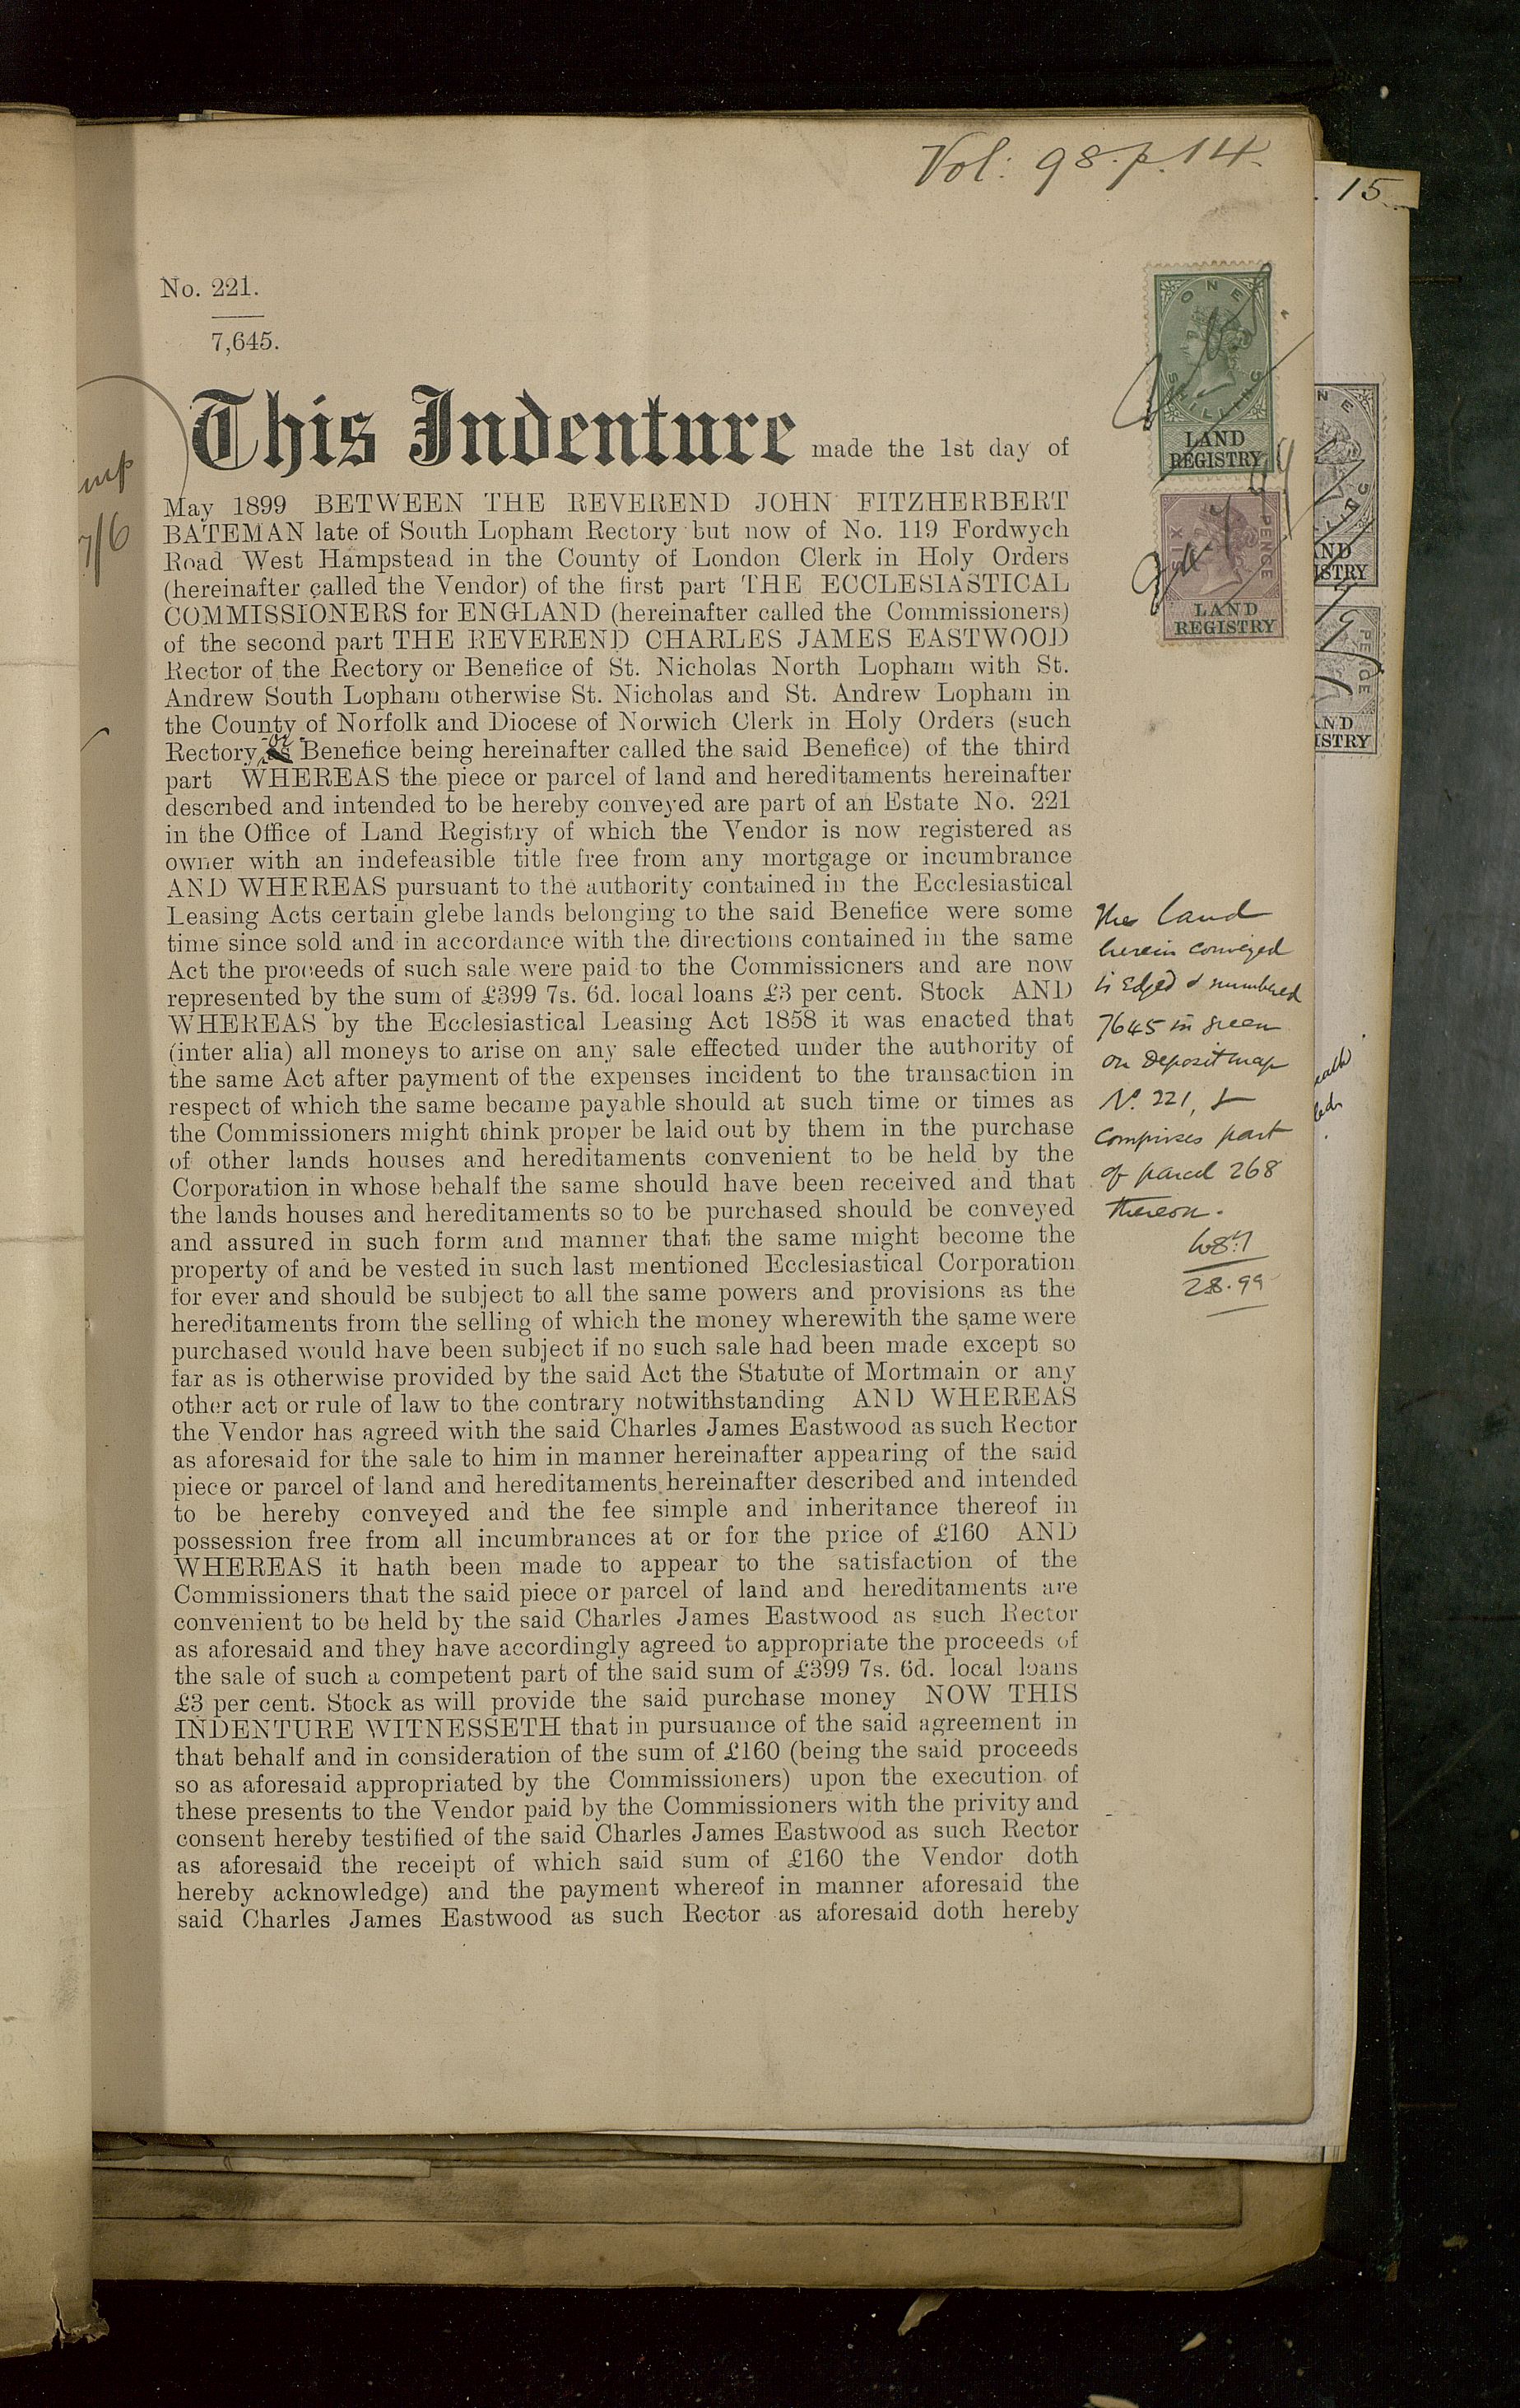 Vol: 98. p. 14.
15
No. 221.
7,645.
ONE
SHILLING
LAND
REGISTRY
SIX
PENCE
LAND
REGISTRY
7/6
This Indenture made the 1st day of
May 1899 BETWEEN THE REVEREND JOHN FITZHERBERT
BATEMAN late of South Lopham Rectory but now of No. 119 Fordwych
Road West Hampstead in the County of London Clerk in Holy Orders
(hereinafter called the Vendor) of the first part THE ECCLESIASTICAL
COMMISSIONERS for ENGLAND (hereinafter called the Commissioners)
of the second part THE REVEREND CHARLES JAMES EASTWOOD
Rector of the Rectory or Benefice of St. Nicholas North Lopham with St.
Andrew South Lopham otherwise St. Nicholas and St. Andrew Lopham in
the County of Norfolk and Diocese of Norwich Clerk in Holy Orders (such
Rectory or Benefice being hereinafter called the said Benefice) of the third
part WHEREAS the piece or parcel of land and hereditaments hereinafter
described and intended to be hereby conveyed are part of an Estate No. 221
in the Office of Land Registry of which the Vendor is now registered as
owner with an indefeasible title free from any mortgage or incumbrance
AND WHEREAS pursuant to the authority contained in the Ecclesiastical
Leasing Acts certain glebe lands belonging to the said Benefice were some
time since sold and in accordance with the directions contained in the same
Act the proceeds of such sale were paid to the Commissioners and are now
represented by the sum of £399 7s. 6d. local loans £3 per cent. Stock AND
WHEREAS by the Ecclesiastical Leasing Act 1858 it was enacted that
(inter alia) all moneys to arise on any sale effected under the authority of
the same Act after payment of the expenses incident to the transaction in
respect of which the same became payable should at such time or times as
the Commissioners might think proper be laid out by them in the purchase
of other lands houses and hereditaments convenient to be held by the
Corporation in whose behalf the same should have been received and that
the lands houses and hereditaments so to be purchased should be conveyed
and assured in such form and manner that the same might become the
property of and be vested in such last mentioned Ecclesiastical Corporation
for ever and should be subject to all the same powers and provisions as the
hereditaments from the selling of which the money wherewith the same were
purchased would have been subject if no such sale had been made except so
far as is otherwise provided by the said Act the Statute of Mortmain or any
other act or rule of law to the contrary notwithstanding AND WHEREAS
the Vendor has agreed with the said Charles James Eastwood as such Rector
as aforesaid for the sale to him in manner hereinafter appearing of the said
piece or parcel of land and hereditaments hereinafter described and intended
to be hereby conveyed and the fee simple and inheritance thereof in
possession free from all incumbrances at or for the price of £160 AND
WHEREAS it hath been made to appear to the satisfaction of the
Commissioners that the said piece or parcel of land and hereditaments are
convenient to be held by the said Charles James Eastwood as such Rector
as aforesaid and they have accordingly agreed to appropriate the proceeds of
the sale of such a competent part of the said sum of £399 7s. 6d. local loans
£3 per cent. Stock as will provide the said purchase money NOW THIS
INDENTURE WITNESSETH that in pursuance of the said agreement in
that behalf and in consideration of the sum of £160 (being the said proceeds
so as aforesaid appropriated by the Commissioners) upon the execution of
these presents to the Vendor paid by the Commissioners with the privity and
consent hereby testified of the said Charles James Eastwood as such Rector
as aforesaid the receipt of which said sum of £160 the Vendor doth
hereby acknowledge) and the payment whereof in manner aforesaid the
said Charles James Eastwood as such Rector as aforesaid doth hereby
The land
herein conveyed
is Edged & numbered
7645 in green
on Deposit map
No. 221, &
comprises part
of parcel 268
thereon.
28.99